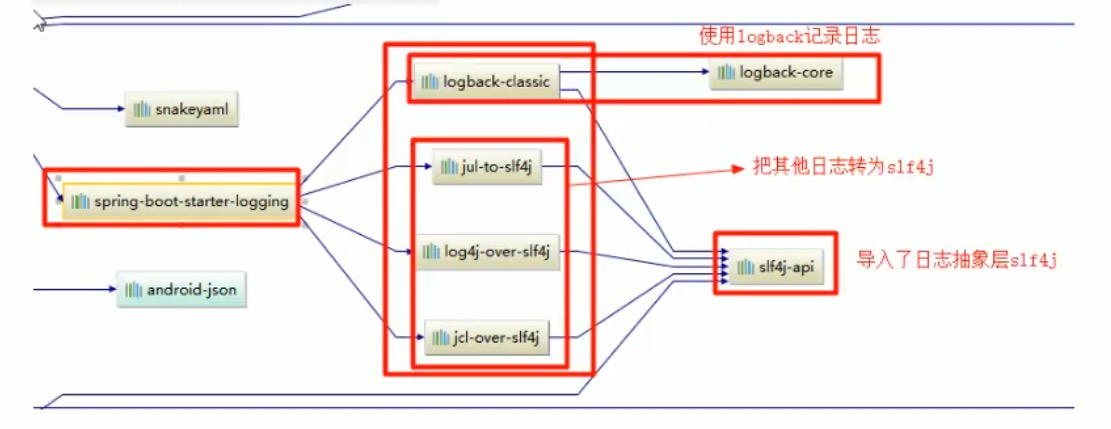 使用logback记录日志
logback-classic
logback-core
snakeyaml
jul-to-slf4j
把其他日志转为slf4j
spring-boot-starter-logging
log4j-over-slf4j
slf4j-api
导入了日志抽象层slf4j
android-json
jcl-over-slf4j